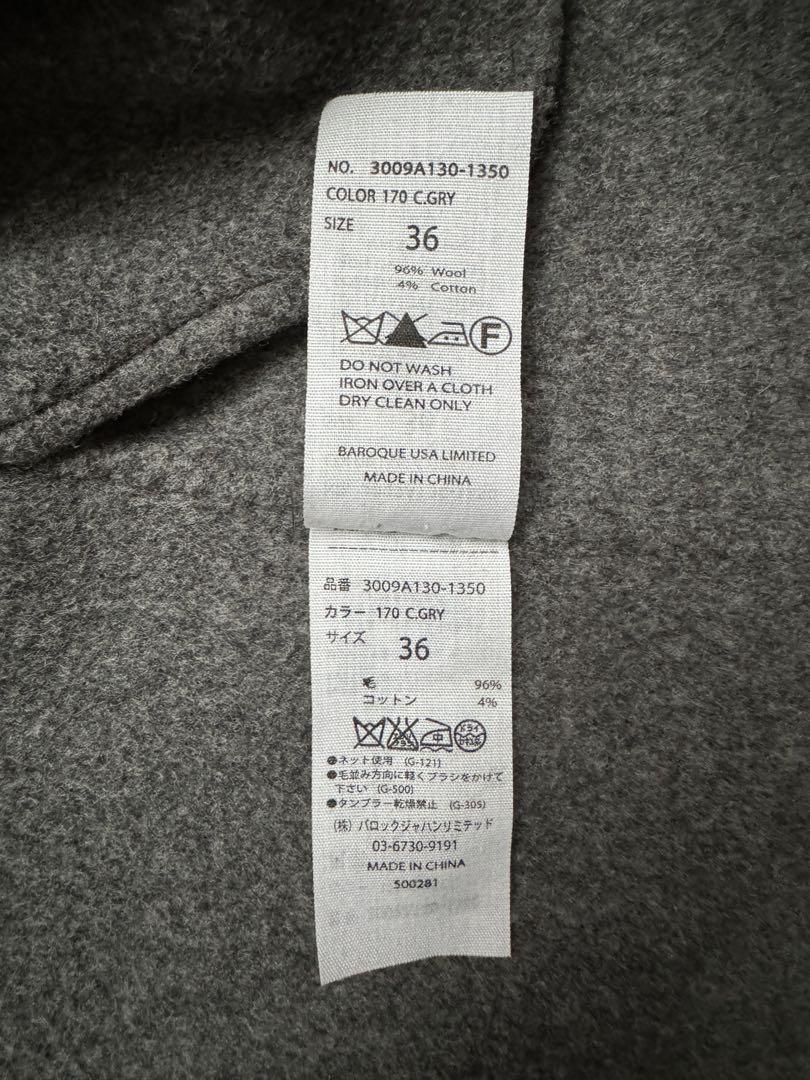 NO. 3009A130-1350
COLOR 170 C.GRY
SIZE
36
96% Wool
4% Cotton
F
DO NOT WASH
IRON OVER A CLOTH
DRY CLEAN ONLY
BAROQUE USA LIMITED
MADE IN CHINA
品番 3009A130-1350
カラー 170 C.GRY
サイズ
36
毛 96%
コットン 4%
中 ドライ
●ネット使用 (G-121)
●毛並み方向に軽くブラシをかけて
下さい (G-500)
●タンブラー乾燥禁止 (G-305)
(株) バロックジャパンリミテッド
03-6730-9191
MADE IN CHINA
500281